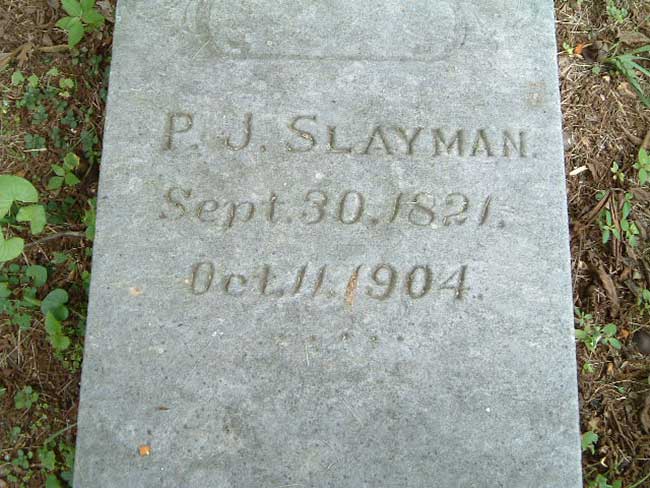 P. J. SLAYMAN.
Sept. 30, 1821.
Oct. 11, 1904.